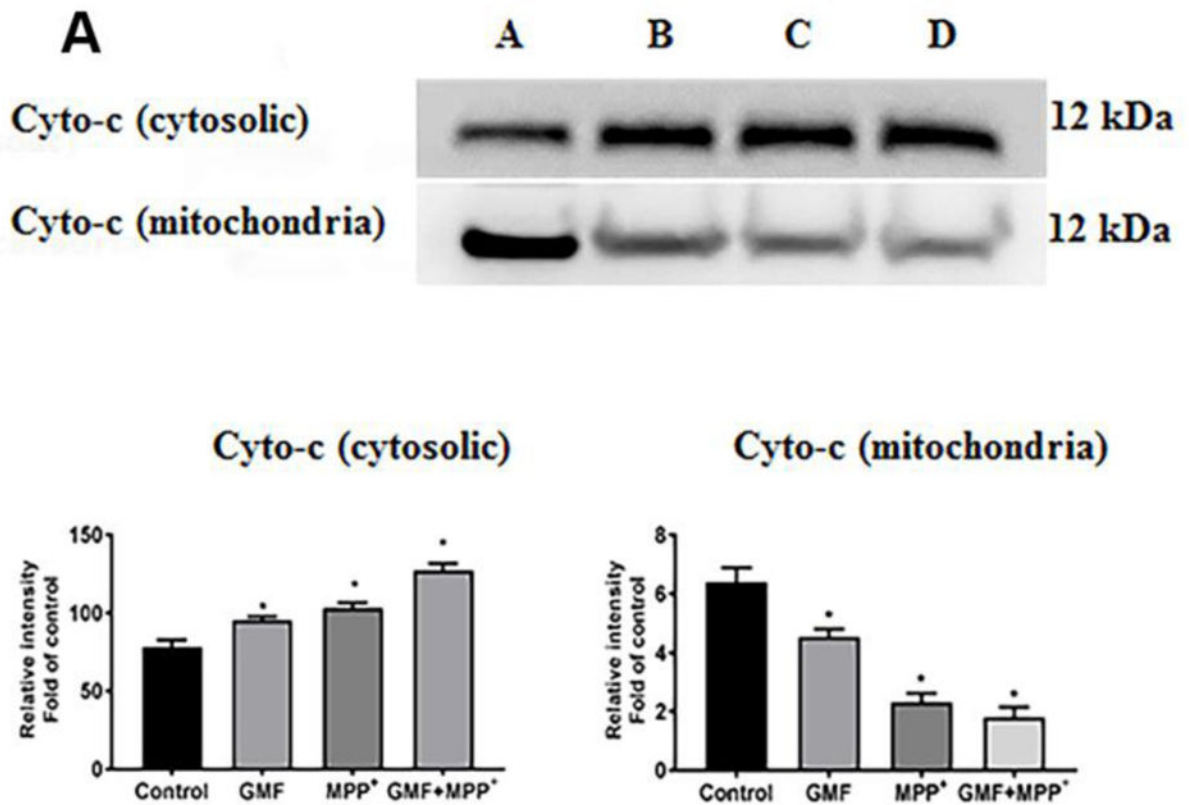 A
A B C D
Cyto-c (cytosolic) 12 kDa
Cyto-c (mitochondria) 12 kDa
Cyto-c (cytosolic)
Relative intensity
Fold of control
150
100
50
0
* * *
Control GMF MPP⁺ GMF+MPP⁺
Cyto-c (mitochondria)
Relative intensity
Fold of control
8
6
4
2
0
* * *
Control GMF MPP⁺ GMF+MPP⁺